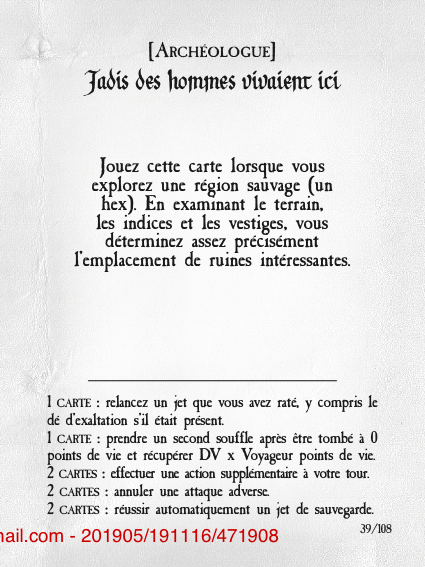 [Archéologue]
Jadis des hommes vivaient ici
Jouez cette carte lorsque vous
explorez une région sauvage (un
hex). En examinant le terrain,
les indices et les vestiges, vous
déterminez assez précisément
l'emplacement de ruines intéressantes.
1 carte : relancez un jet que vous avez raté, y compris le
dé d'exaltation s'il était présent.
1 carte : prendre un second souffle après être tombé à 0
points de vie et récupérer DV x Voyageur points de vie.
2 cartes : effectuer une action supplémentaire à votre tour.
2 cartes : annuler une attaque adverse.
2 cartes : réussir automatiquement un jet de sauvegarde.
39/108
mail.com - 201905/191116/471908